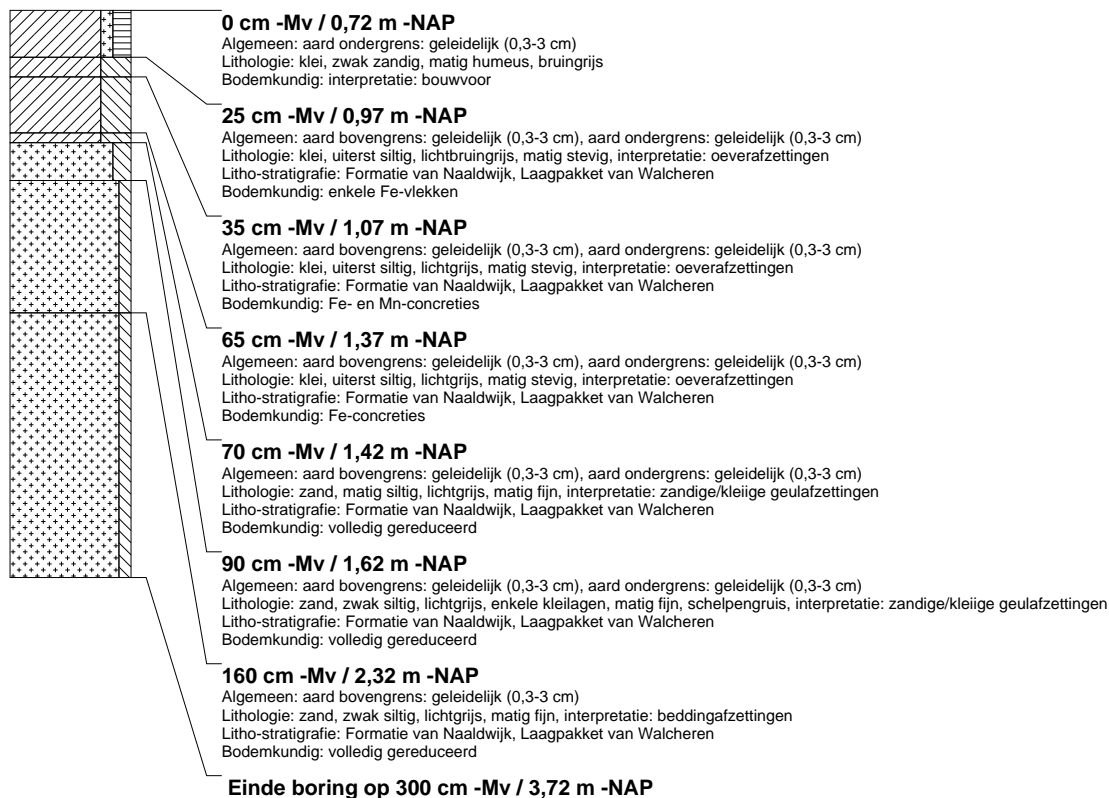 0 cm -Mv / 0,72 m -NAP
Algemeen: aard ondergrens: geleidelijk (0,3-3 cm)
Lithologie: klei, zwak zandig, matig humeus, bruingrijs
Bodemkundig: interpretatie: bouwvoor
25 cm -Mv / 0,97 m -NAP
Algemeen: aard bovengrens: geleidelijk (0,3-3 cm), aard ondergrens: geleidelijk (0,3-3 cm)
Lithologie: klei, uiterst siltig, lichtbruingrijs, matig stevig, interpretatie: oeverafzettingen
Litho-stratigrafie: Formatie van Naaldwijk, Laagpakket van Walcheren
Bodemkundig: enkele Fe-vlekken
35 cm -Mv / 1,07 m -NAP
Algemeen: aard bovengrens: geleidelijk (0,3-3 cm), aard ondergrens: geleidelijk (0,3-3 cm)
Lithologie: klei, uiterst siltig, lichtgrijs, matig stevig, interpretatie: oeverafzettingen
Litho-stratigrafie: Formatie van Naaldwijk, Laagpakket van Walcheren
Bodemkundig: Fe- en Mn-concreties
65 cm -Mv / 1,37 m -NAP
Algemeen: aard bovengrens: geleidelijk (0,3-3 cm), aard ondergrens: geleidelijk (0,3-3 cm)
Lithologie: klei, uiterst siltig, lichtgrijs, matig stevig, interpretatie: oeverafzettingen
Litho-stratigrafie: Formatie van Naaldwijk, Laagpakket van Walcheren
Bodemkundig: Fe-concreties
70 cm -Mv / 1,42 m -NAP
Algemeen: aard bovengrens: geleidelijk (0,3-3 cm), aard ondergrens: geleidelijk (0,3-3 cm)
Lithologie: zand, matig siltig, lichtgrijs, matig fijn, interpretatie: zandige/kleiige geulafzettingen
Litho-stratigrafie: Formatie van Naaldwijk, Laagpakket van Walcheren
Bodemkundig: volledig gereduceerd
90 cm -Mv / 1,62 m -NAP
Algemeen: aard bovengrens: geleidelijk (0,3-3 cm), aard ondergrens: geleidelijk (0,3-3 cm)
Lithologie: zand, zwak siltig, lichtgrijs, enkele kleilagen, matig fijn, schelpengruis, interpretatie: zandige/kleiige geulafzettingen
Litho-stratigrafie: Formatie van Naaldwijk, Laagpakket van Walcheren
Bodemkundig: volledig gereduceerd
160 cm -Mv / 2,32 m -NAP
Algemeen: aard bovengrens: geleidelijk (0,3-3 cm)
Lithologie: zand, zwak siltig, lichtgrijs, matig fijn, interpretatie: beddingafzettingen
Litho-stratigrafie: Formatie van Naaldwijk, Laagpakket van Walcheren
Bodemkundig: volledig gereduceerd
Einde boring op 300 cm -Mv / 3,72 m -NAP